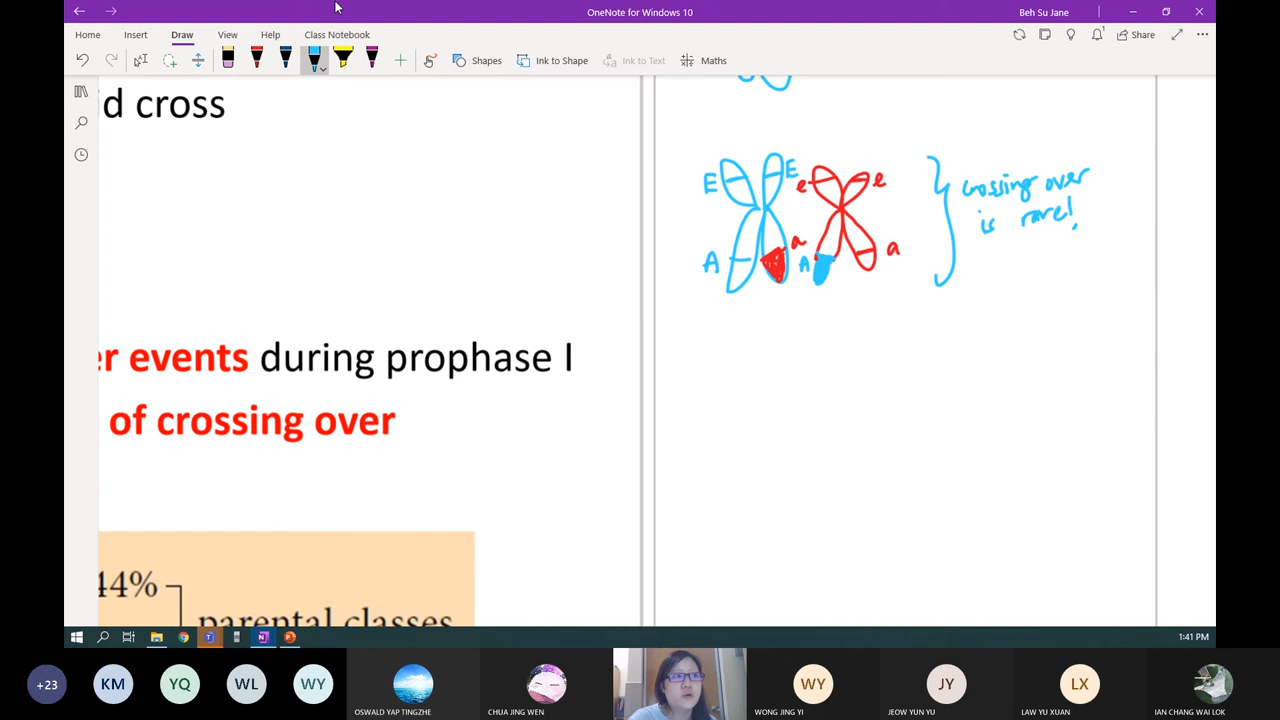 OneNote for Windows 10
Beh Su Jane
Home Insert Draw View Help Class Notebook
Share
Shapes
Ink to Shape
Ink to Text
Maths
d cross
er events during prophase I
of crossing over
44%
parental classes
E E e e
A a A a
crossing over
is rare!
1:41 PM
+23 KM YQ WL WY WY JY LX
OSWALD YAP TINGZHE
CHUA JING WEN
WONG JING YI
JEOW YUN YU
LAW YU XUAN
IAN CHANG WAI LOK